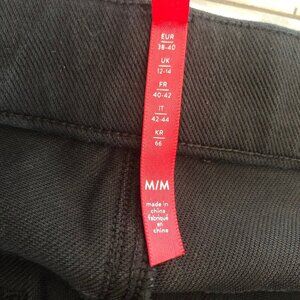 EUR
38-40
UK
12-14
FR
40-42
IT
42-44
KR
66
M/M
made in
china
fabriqué
en chine